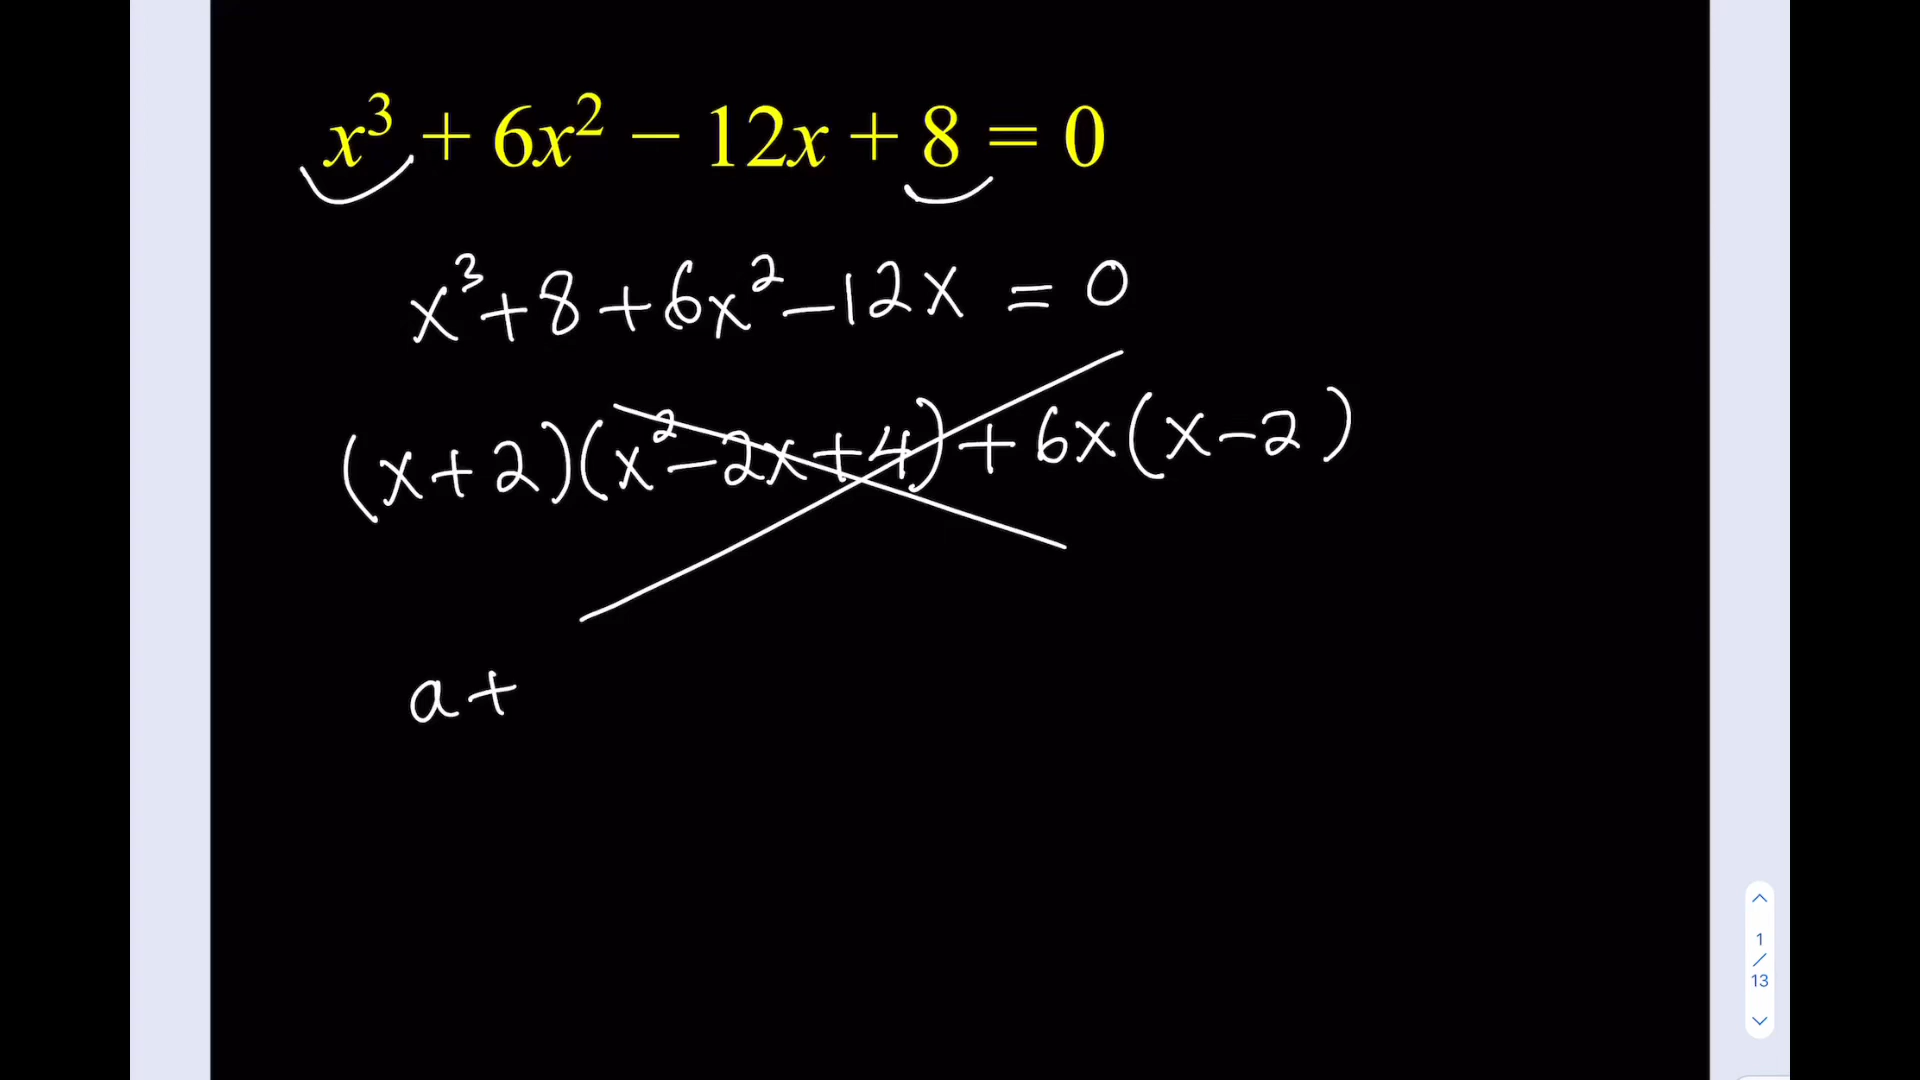 x³ + 6x² − 12x + 8 = 0
x³+8+6x²−12x = 0
(x+2)(x²−2x+4)+6x(x−2)
a+
1
/
13